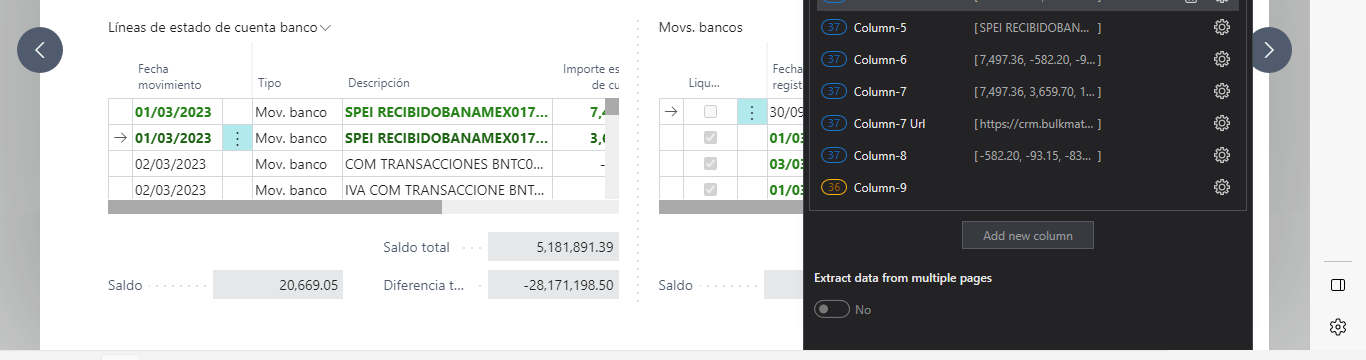 Líneas de estado de cuenta banco
Fecha movimiento Tipo Descripción Importe es... de cu
01/03/2023 Mov. banco SPEI RECIBIDOBANAMEX017...
01/03/2023 Mov. banco SPEI RECIBIDOBANAMEX017...
02/03/2023 Mov. banco COM TRANSACCIONES BNTC0...
02/03/2023 Mov. banco IVA COM TRANSACCIONE BNT...
Saldo total 5,181,891.39
Saldo 20,669.05 Diferencia t... -28,171,198.50
Movs. bancos
Liqu... Fecha regist
30/09
01/03
03/03
01/03
Saldo
37 Column-5 [ SPEI RECIBIDOBAN... ]
37 Column-6 [ 7,497.36, -582.20, -9... ]
37 Column-7 [ 7,497.36, 3,659.70, 1... ]
37 Column-7 Url [ https://crm.bulkmat... ]
37 Column-8 [ -582.20, -93.15, -83... ]
36 Column-9
Add new column
Extract data from multiple pages
No